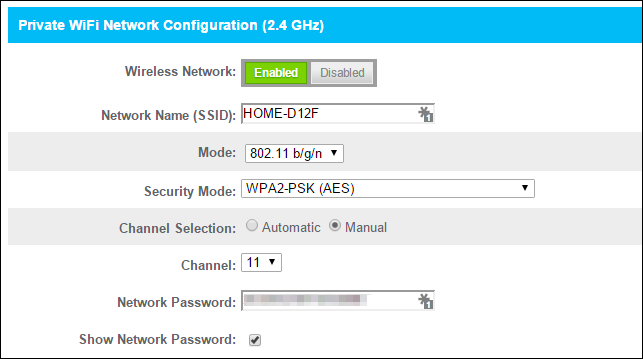 Private WiFi Network Configuration (2.4 GHz)
Wireless Network: Enabled Disabled
Network Name (SSID): HOME-D12F
Mode: 802.11 b/g/n
Security Mode: WPA2-PSK (AES)
Channel Selection: Automatic Manual
Channel: 11
Network Password:
Show Network Password: